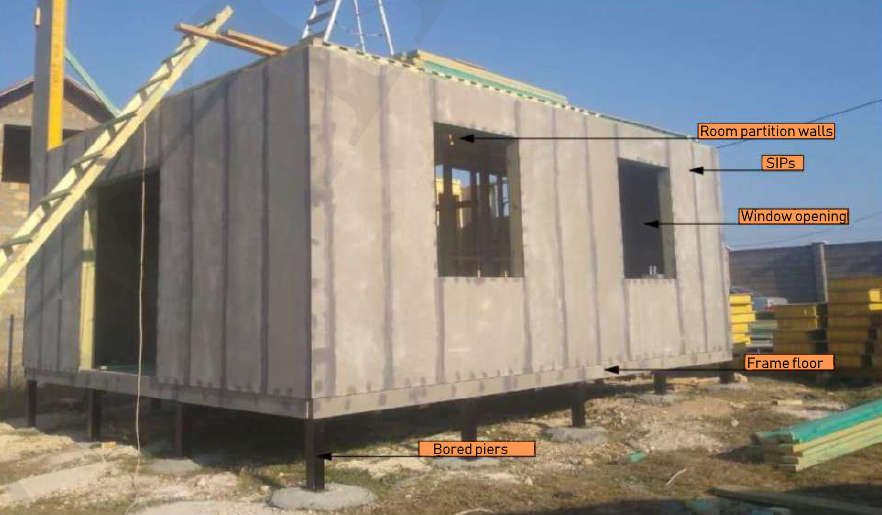 Room partition walls
SIPs
Window opening
Frame floor
Bored piers